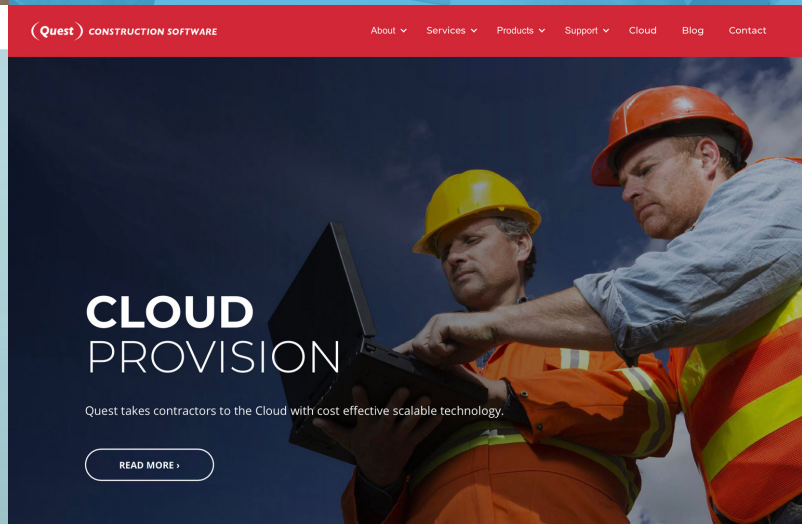 (Quest) CONSTRUCTION SOFTWARE
About Services Products Support Cloud Blog Contact
CLOUD
PROVISION
Quest takes contractors to the Cloud with cost effective scalable technology.
READ MORE ›